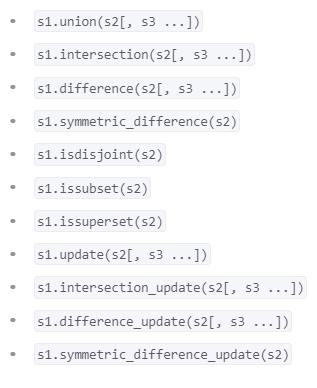 s1.union(s2[, s3 ...])
s1.intersection(s2[, s3 ...])
s1.difference(s2[, s3 ...])
s1.symmetric_difference(s2)
s1.isdisjoint(s2)
s1.issubset(s2)
s1.issuperset(s2)
s1.update(s2[, s3 ...])
s1.intersection_update(s2[, s3 ...])
s1.difference_update(s2[, s3 ...])
s1.symmetric_difference_update(s2)